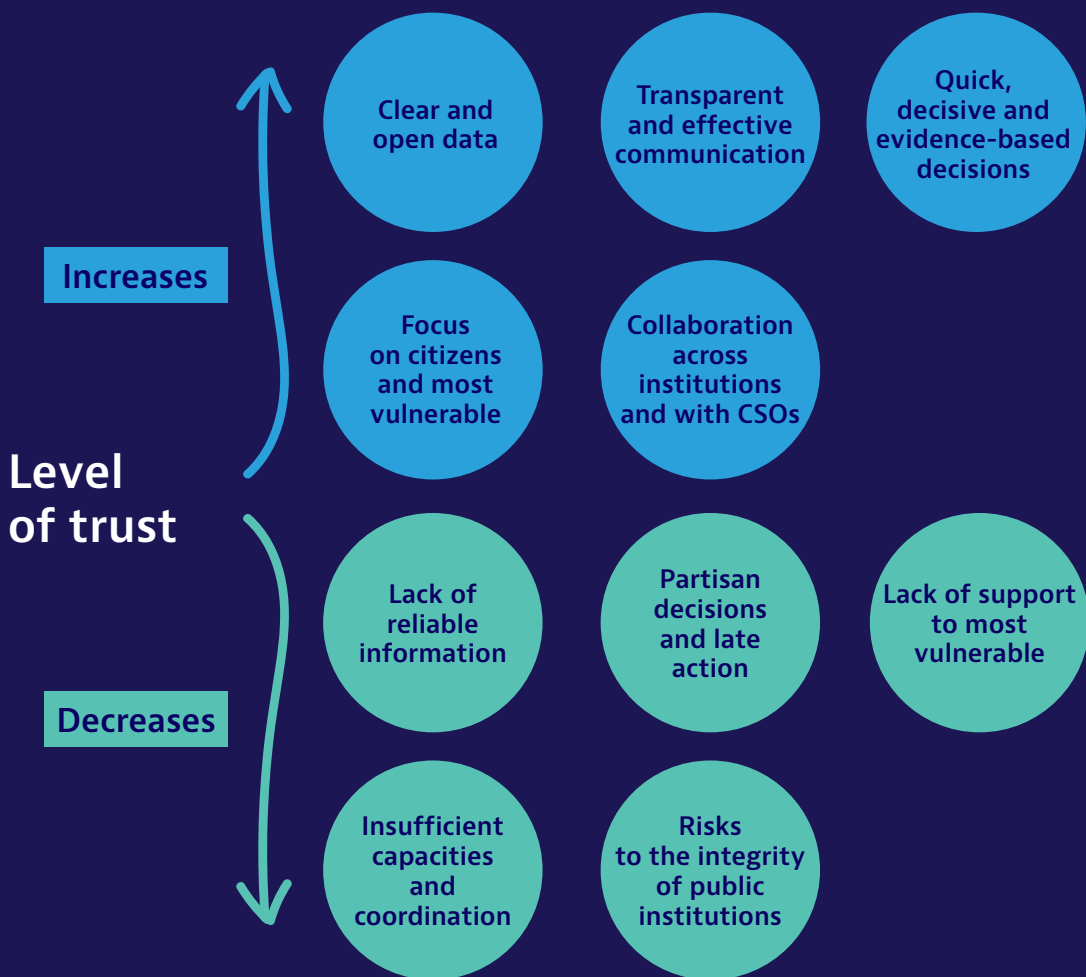 Clear and
open data
Transparent
and effective
communication
Quick,
decisive and
evidence-based
decisions
Increases
Focus
on citizens
and most
vulnerable
Collaboration
across
institutions
and with CSOs
Level
of trust
Lack of
reliable
information
Partisan
decisions
and late
action
Lack of support
to most
vulnerable
Decreases
Insufficient
capacities
and
coordination
Risks
to the integrity
of public
institutions